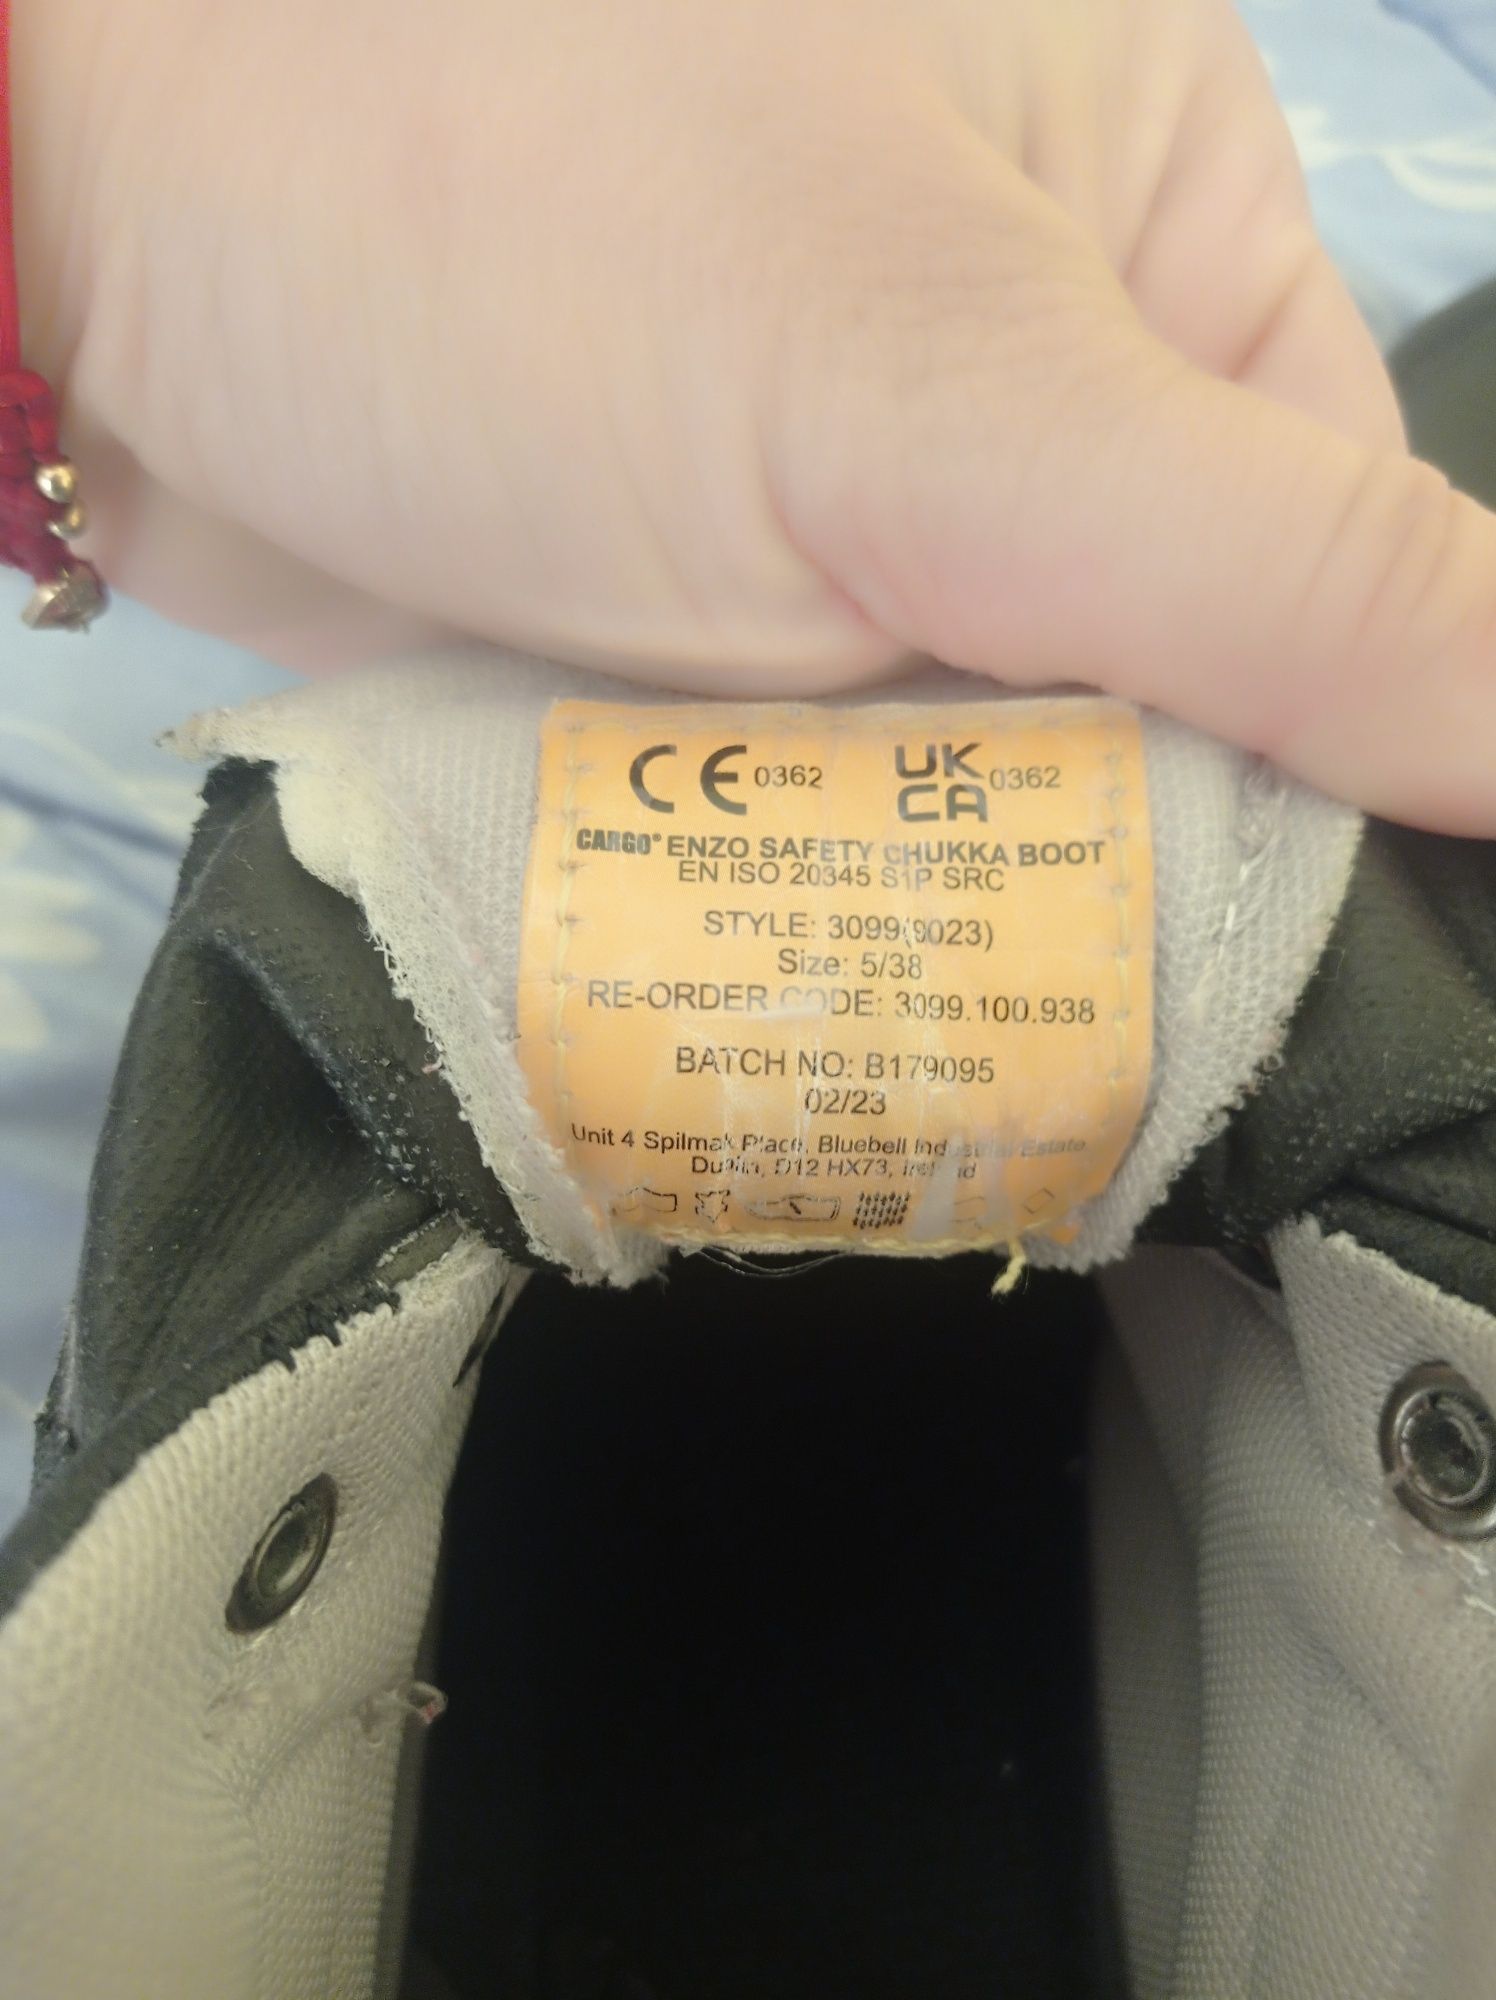 CE 0362 UK CA 0362
CARGO® ENZO SAFETY CHUKKA BOOT
EN ISO 20345 S1P SRC
STYLE: 3099(9023)
Size: 5/38
RE-ORDER CODE: 3099.100.938
BATCH NO: B179095
02/23
Unit 4 Spilmak Place, Bluebell Industrial Estate
Dublin, D12 HX73, Ireland